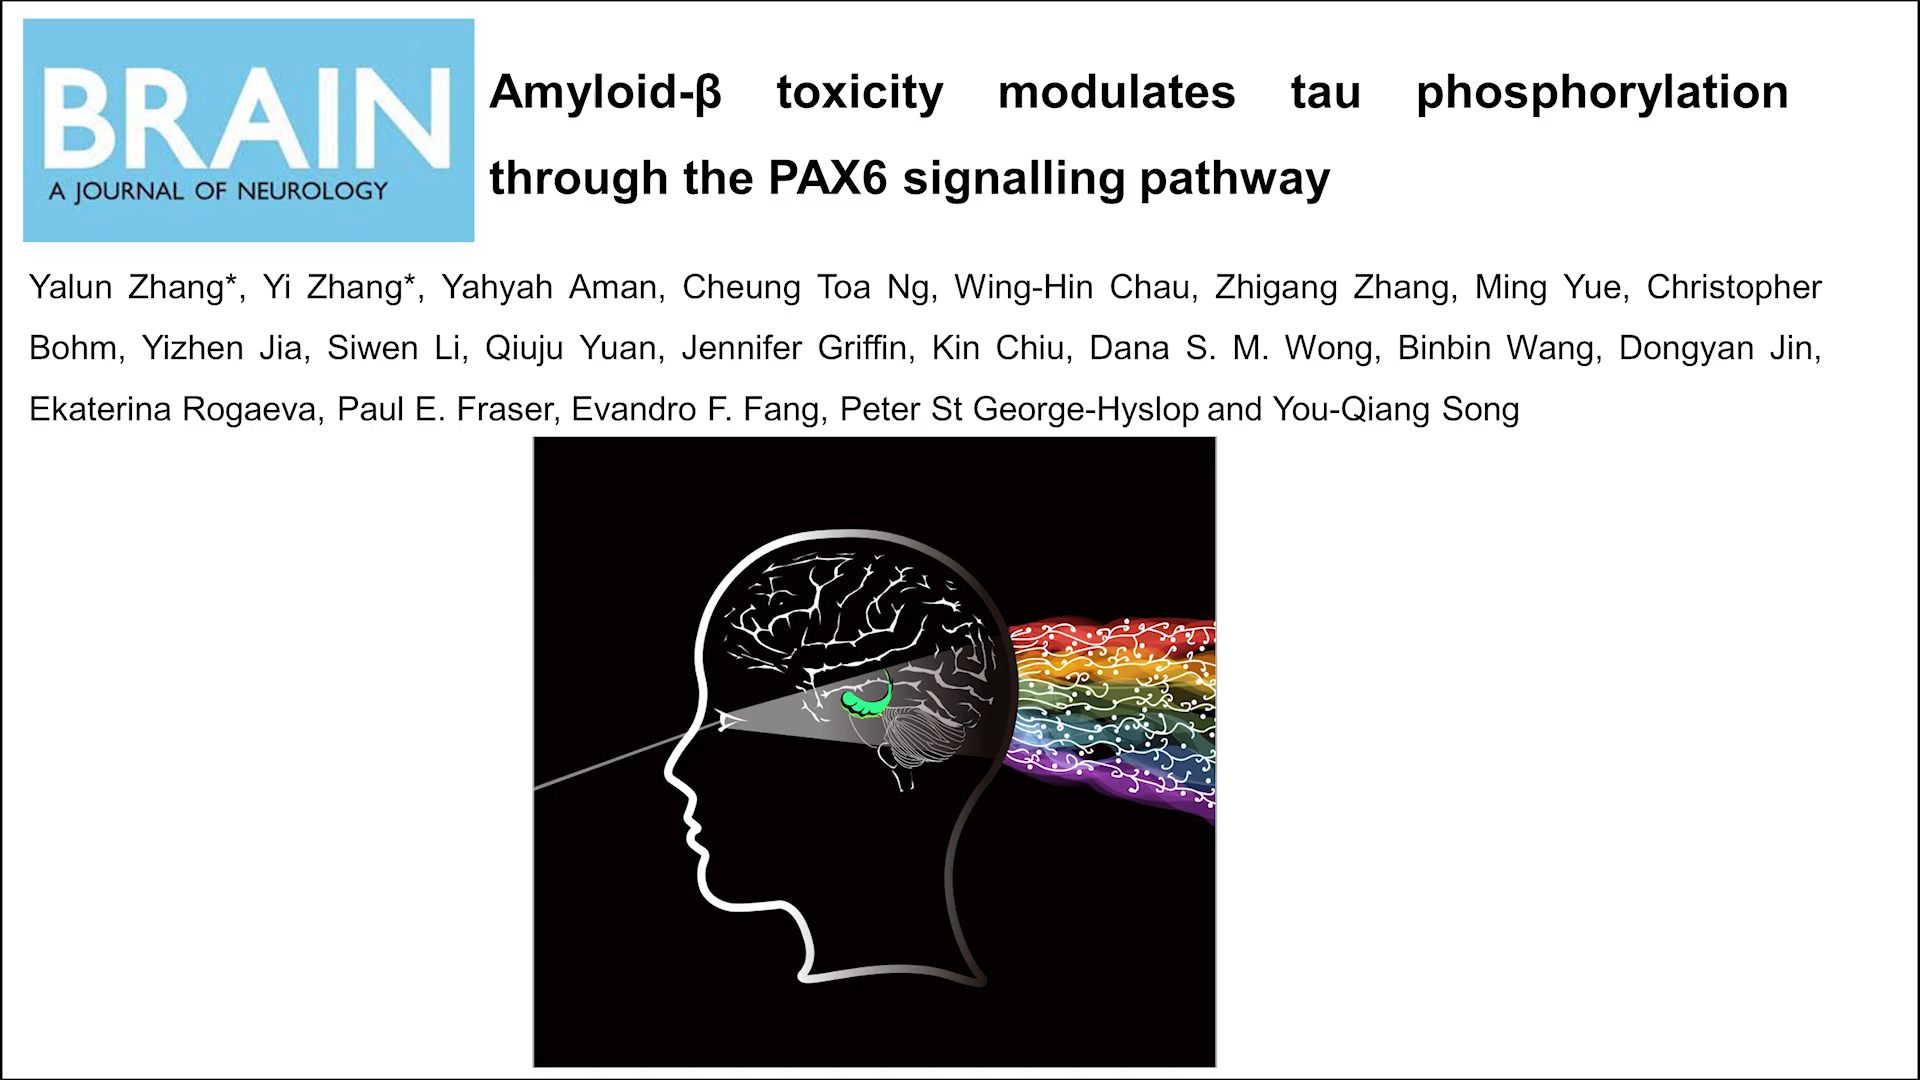 BRAIN
A JOURNAL OF NEUROLOGY
Amyloid-β toxicity modulates tau phosphorylation
through the PAX6 signalling pathway
Yalun Zhang*, Yi Zhang*, Yahyah Aman, Cheung Toa Ng, Wing-Hin Chau, Zhigang Zhang, Ming Yue, Christopher
Bohm, Yizhen Jia, Siwen Li, Qiuju Yuan, Jennifer Griffin, Kin Chiu, Dana S. M. Wong, Binbin Wang, Dongyan Jin,
Ekaterina Rogaeva, Paul E. Fraser, Evandro F. Fang, Peter St George-Hyslop and You-Qiang Song